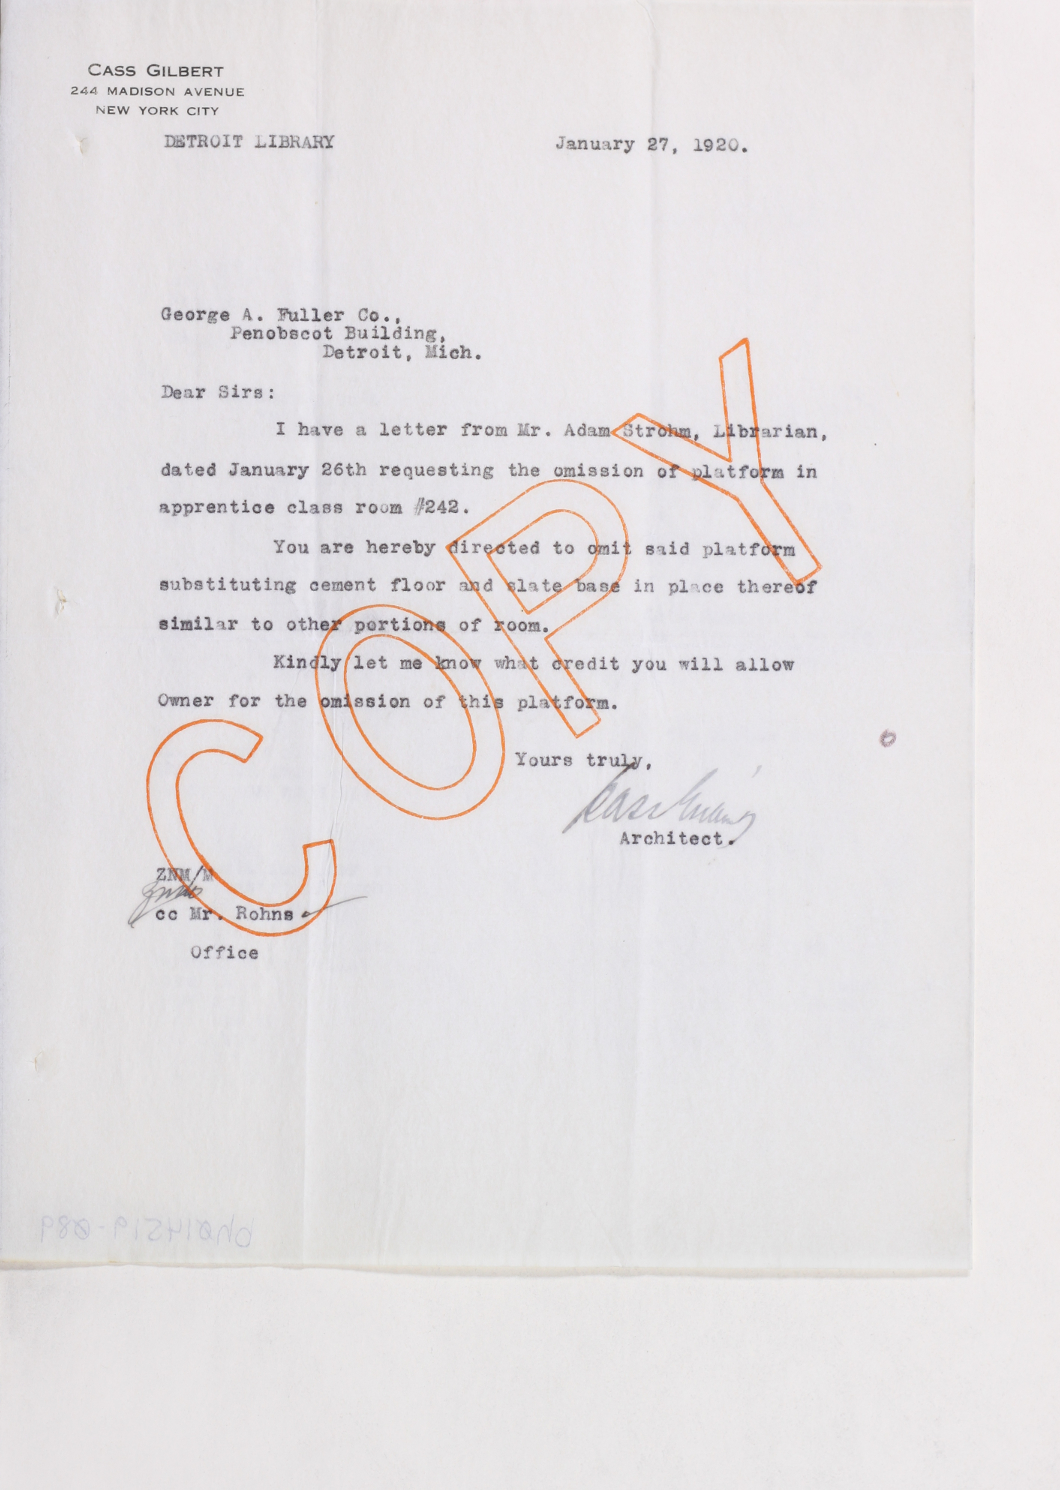 CASS GILBERT
244 MADISON AVENUE
NEW YORK CITY
DETROIT LIBRARY January 27, 1920.
George A. Fuller Co.,
Penobscot Building,
Detroit, Mich.
Dear Sirs:
I have a letter from Mr. Adam Strohm, Librarian,
dated January 26th requesting the omission of platform in
apprentice class room #242.
You are hereby directed to omit said platform
substituting cement floor and slate base in place thereof
similar to other portions of room.
Kindly let me know what credit you will allow
Owner for the omission of this platform.
Yours truly,
Cass Gilbert
Architect.
ZNM/M
cc Mr. Rohns
Office
COPY